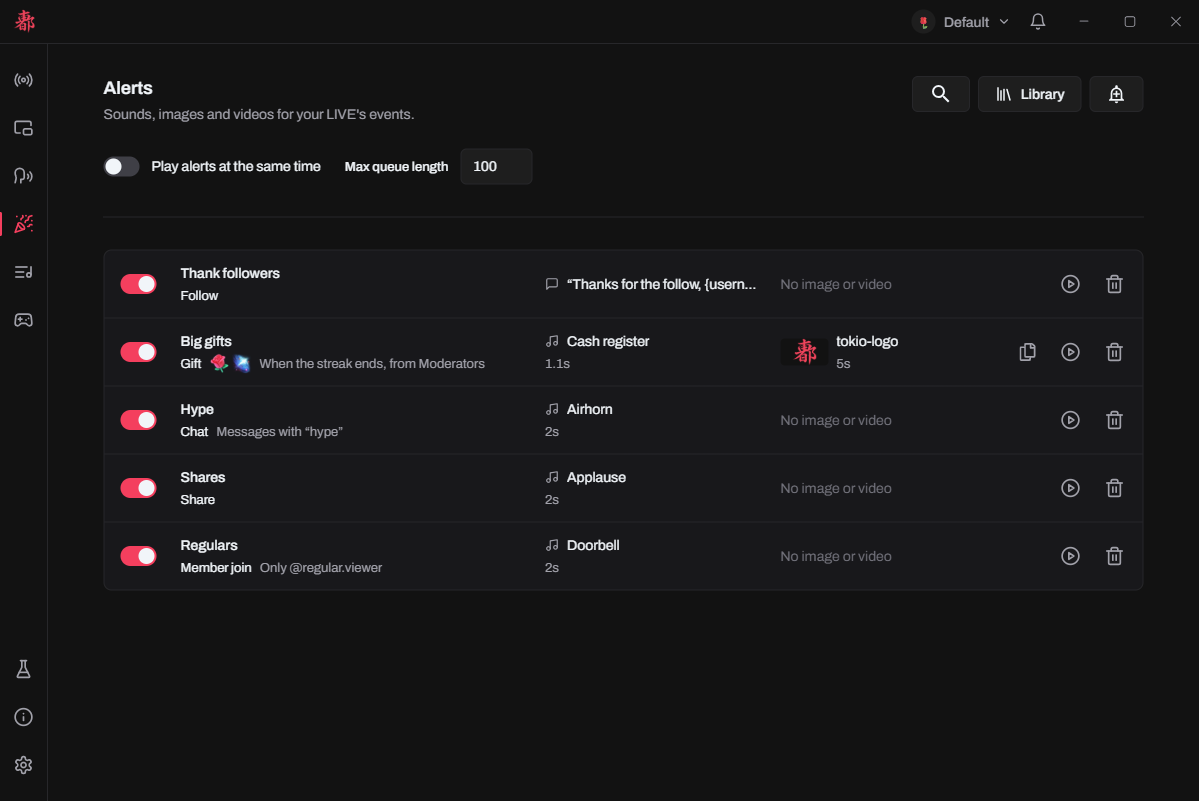 都
Default
Alerts
Sounds, images and videos for your LIVE's events.
Library
Play alerts at the same time
Max queue length
100
Thank followers
Follow
“Thanks for the follow, {usern...
No image or video
Big gifts
Gift When the streak ends, from Moderators
Cash register
1.1s
都
tokio-logo
5s
Hype
Chat Messages with “hype”
Airhorn
2s
No image or video
Shares
Share
Applause
2s
No image or video
Regulars
Member join Only @regular.viewer
Doorbell
2s
No image or video